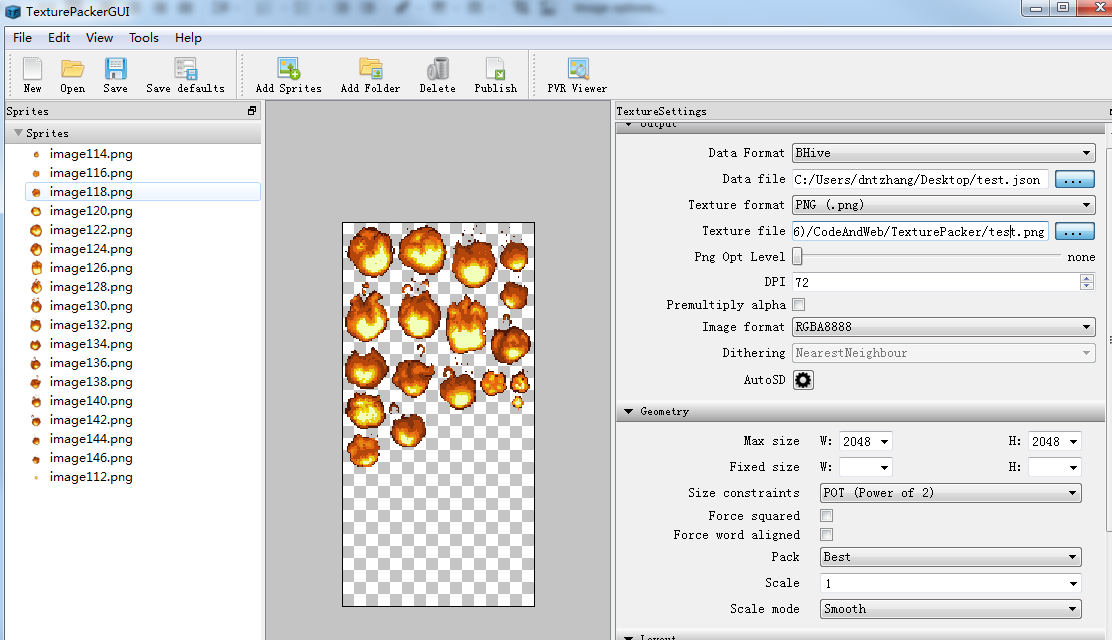 TexturePackerGUI
File Edit View Tools Help
New Open Save Save defaults Add Sprites Add Folder Delete Publish PVR Viewer
Sprites
Sprites
image114.png
image116.png
image118.png
image120.png
image122.png
image124.png
image126.png
image128.png
image130.png
image132.png
image134.png
image136.png
image138.png
image140.png
image142.png
image144.png
image146.png
image112.png
TextureSettings
Output
Data Format BHive
Data file C:/Users/dntzhang/Desktop/test.json ...
Texture format PNG (.png)
Texture file 6)/CodeAndWeb/TexturePacker/test.png ...
Png Opt Level none
DPI 72
Premultiply alpha
Image format RGBA8888
Dithering NearestNeighbour
AutoSD
Geometry
Max size W: 2048 H: 2048
Fixed size W: H:
Size constraints POT (Power of 2)
Force squared
Force word aligned
Pack Best
Scale 1
Scale mode Smooth
Layout